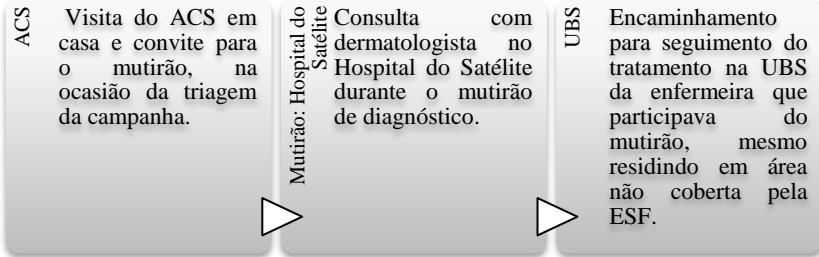 ACS
Visita do ACS em
casa e convite para
o mutirão, na
ocasião da triagem
da campanha.
Mutirão: Hospital do
Satélite
Consulta com
dermatologista no
Hospital do Satélite
durante o mutirão
de diagnóstico.
UBS
Encaminhamento
para seguimento do
tratamento na UBS
da enfermeira que
participava do
mutirão, mesmo
residindo em área
não coberta pela
ESF.